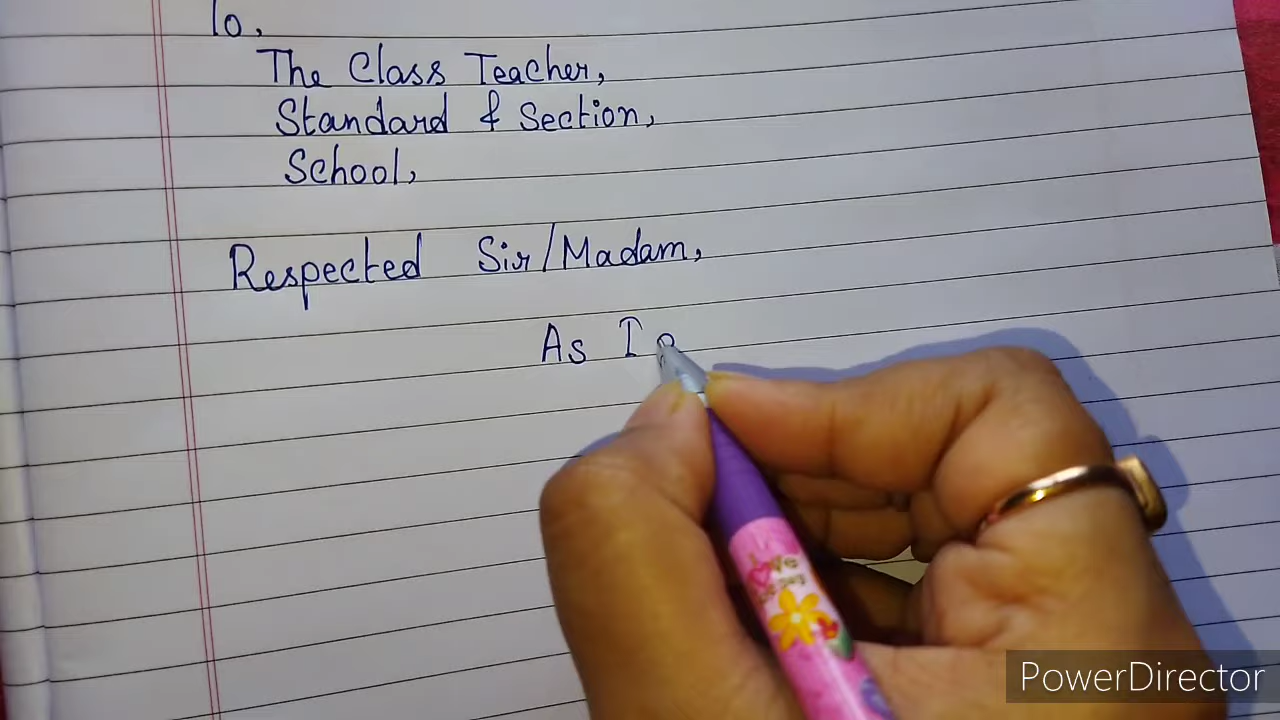 To,
The Class Teacher,
Standard & Section,
School,
Respected Sir/Madam,
As I
PowerDirector